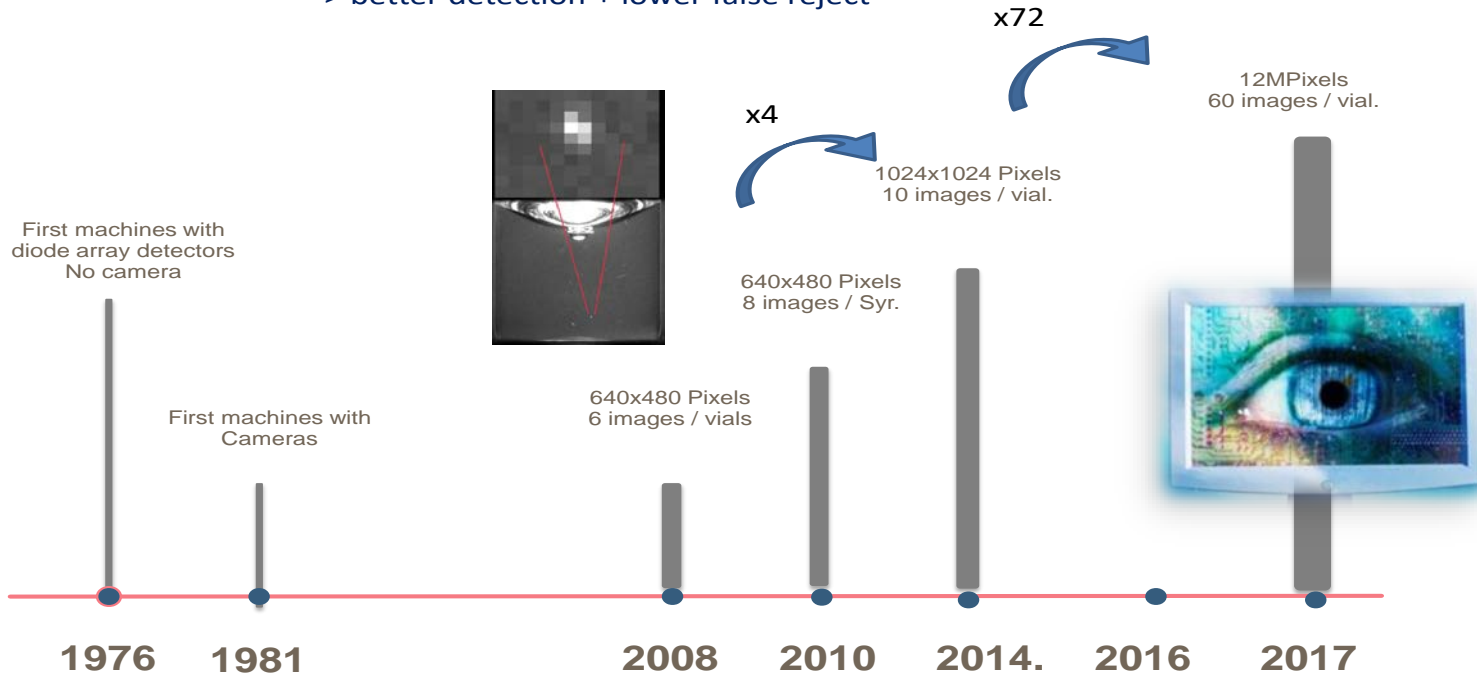 > better detection + lower false reject
x72
12MPixels
60 images / vial.
x4
1024x1024 Pixels
10 images / vial.
First machines with
diode array detectors
No camera
640x480 Pixels
8 images / Syr.
640x480 Pixels
6 images / vials
First machines with
Cameras
1976
1981
2008
2010
2014.
2016
2017